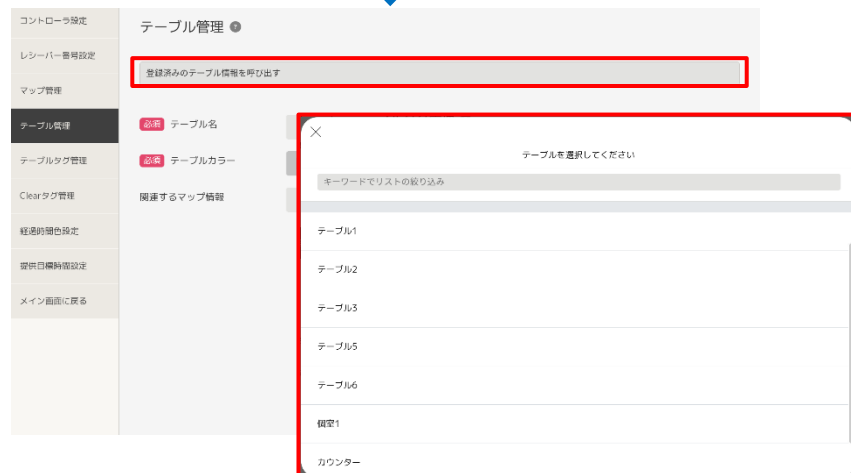 コントローラ設定
レシーバー番号設定
マップ管理
テーブル管理
テーブルタグ管理
Clearタグ管理
経過時間色設定
提供目標時間設定
メイン画面に戻る
テーブル管理 ?
登録済みのテーブル情報を呼び出す
必須 テーブル名
必須 テーブルカラー
関連するマップ情報
テーブルを選択してください
キーワードでリストの絞り込み
テーブル1
テーブル2
テーブル3
テーブル5
テーブル6
個室1
カウンター